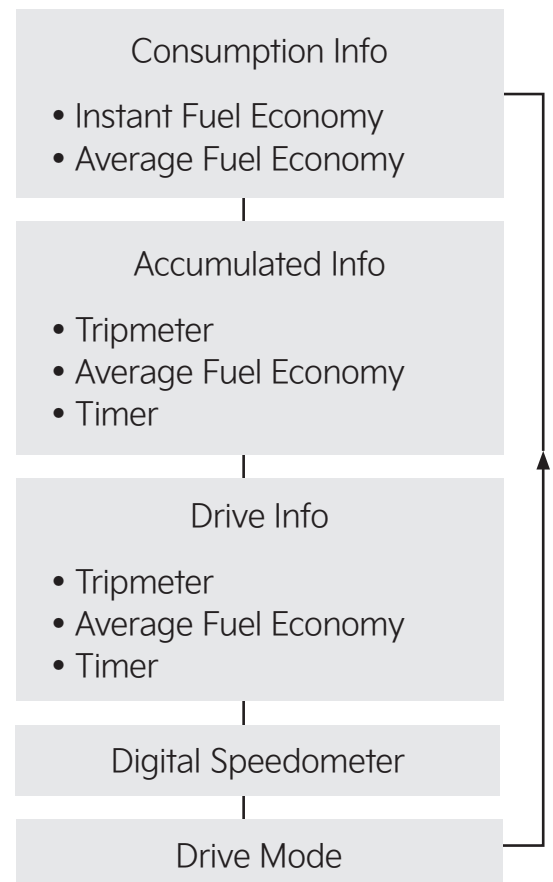 Consumption Info
• Instant Fuel Economy
• Average Fuel Economy
Accumulated Info
• Tripmeter
• Average Fuel Economy
• Timer
Drive Info
• Tripmeter
• Average Fuel Economy
• Timer
Digital Speedometer
Drive Mode